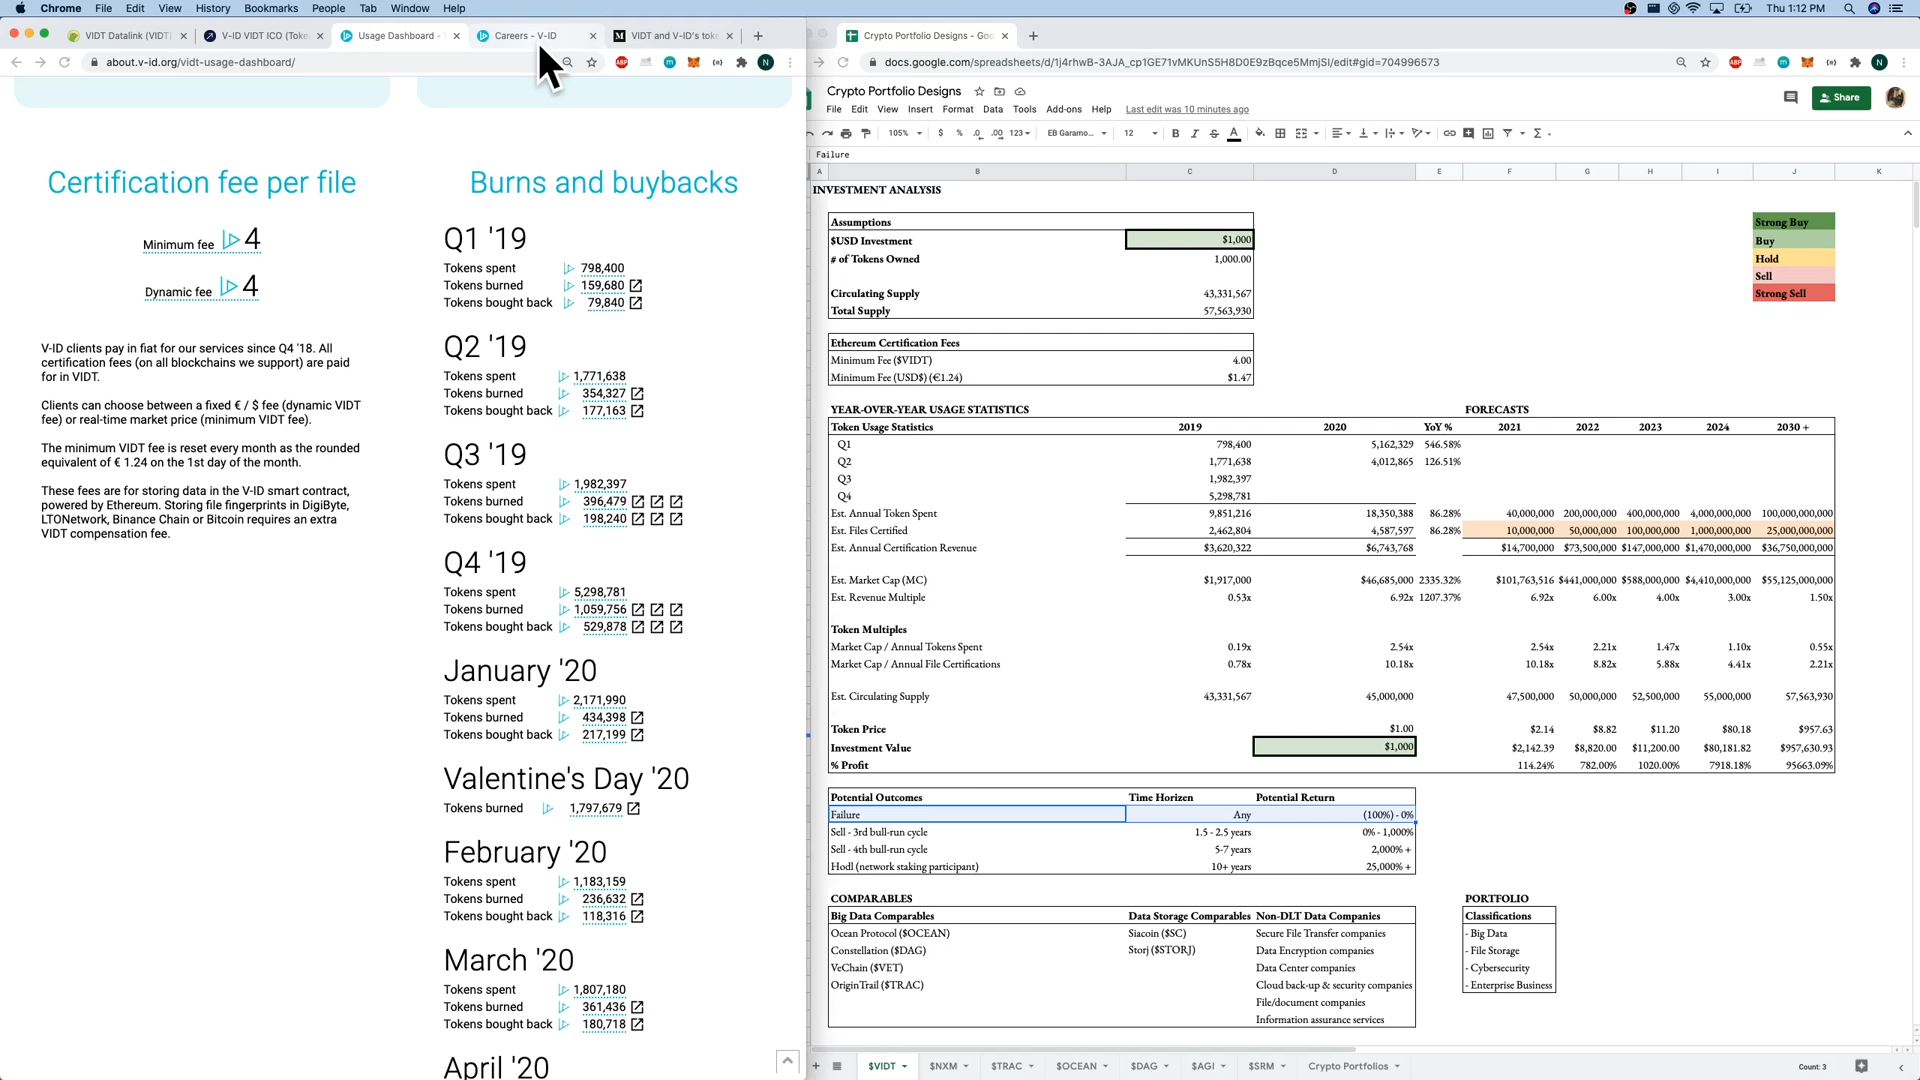 Chrome File Edit View History Bookmarks People Tab Window Help Thu 1:12 PM
VIDT Datalink (VIDT) V-ID VIDT ICO (Toke Usage Dashboard - Careers - V-ID VIDT and V-ID's toke
about.v-id.org/vidt-usage-dashboard/
Certification fee per file
Minimum fee 4
Dynamic fee 4
V-ID clients pay in fiat for our services since Q4 '18. All
certification fees (on all blockchains we support) are paid
for in VIDT.
Clients can choose between a fixed € / $ fee (dynamic VIDT
fee) or real-time market price (minimum VIDT fee).
The minimum VIDT fee is reset every month as the rounded
equivalent of € 1.24 on the 1st day of the month.
These fees are for storing data in the V-ID smart contract,
powered by Ethereum. Storing file fingerprints in DigiByte,
LTONetwork, Binance Chain or Bitcoin requires an extra
VIDT compensation fee.
Burns and buybacks
Q1 '19
Tokens spent 798,400
Tokens burned 159,680
Tokens bought back 79,840
Q2 '19
Tokens spent 1,771,638
Tokens burned 354,327
Tokens bought back 177,163
Q3 '19
Tokens spent 1,982,397
Tokens burned 396,479
Tokens bought back 198,240
Q4 '19
Tokens spent 5,298,781
Tokens burned 1,059,756
Tokens bought back 529,878
January '20
Tokens spent 2,171,990
Tokens burned 434,398
Tokens bought back 217,199
Valentine's Day '20
Tokens burned 1,797,679
February '20
Tokens spent 1,183,159
Tokens burned 236,632
Tokens bought back 118,316
March '20
Tokens spent 1,807,180
Tokens burned 361,436
Tokens bought back 180,718
April '20
Crypto Portfolio Designs - Goo
docs.google.com/spreadsheets/d/1j4rhwB-3AJA_cp1GE71vMKUnS5H8D0E9zBqce5MmjSI/edit#gid=704996573
Crypto Portfolio Designs
File Edit View Insert Format Data Tools Add-ons Help Last edit was 10 minutes ago
Share
105% $ % .0 .00 123 EB Garamo... 12 B I S A
Failure
A B C D E F G H I J K
INVESTMENT ANALYSIS
Assumptions
$USD Investment $1,000
# of Tokens Owned 1,000.00
Circulating Supply 43,331,567
Total Supply 57,563,930
Strong Buy
Buy
Hold
Sell
Strong Sell
Ethereum Certification Fees
Minimum Fee ($VIDT) 4.00
Minimum Fee (USD$) (€1.24) $1.47
YEAR-OVER-YEAR USAGE STATISTICS FORECASTS
Token Usage Statistics 2019 2020 YoY % 2021 2022 2023 2024 2030 +
Q1 798,400 5,162,329 546.58%
Q2 1,771,638 4,012,865 126.51%
Q3 1,982,397
Q4 5,298,781
Est. Annual Token Spent 9,851,216 18,350,388 86.28% 40,000,000 200,000,000 400,000,000 4,000,000,000 100,000,000,000
Est. Files Certified 2,462,804 4,587,597 86.28% 10,000,000 50,000,000 100,000,000 1,000,000,000 25,000,000,000
Est. Annual Certification Revenue $3,620,322 $6,743,768 $14,700,000 $73,500,000 $147,000,000 $1,470,000,000 $36,750,000,000
Est. Market Cap (MC) $1,917,000 $46,685,000 2335.32% $101,763,516 $441,000,000 $588,000,000 $4,410,000,000 $55,125,000,000
Est. Revenue Multiple 0.53x 6.92x 1207.37% 6.92x 6.00x 4.00x 3.00x 1.50x
Token Multiples
Market Cap / Annual Tokens Spent 0.19x 2.54x 2.54x 2.21x 1.47x 1.10x 0.55x
Market Cap / Annual File Certifications 0.78x 10.18x 10.18x 8.82x 5.88x 4.41x 2.21x
Est. Circulating Supply 43,331,567 45,000,000 47,500,000 50,000,000 52,500,000 55,000,000 57,563,930
Token Price $1.00 $2.14 $8.82 $11.20 $80.18 $957.63
Investment Value $1,000 $2,142.39 $8,820.00 $11,200.00 $80,181.82 $957,630.93
% Profit 114.24% 782.00% 1020.00% 7918.18% 95663.09%
Potential Outcomes Time Horizen Potential Return
Failure Any (100%) - 0%
Sell - 3rd bull-run cycle 1.5 - 2.5 years 0% - 1,000%
Sell - 4th bull-run cycle 5-7 years 2,000% +
Hodl (network staking participant) 10+ years 25,000% +
COMPARABLES PORTFOLIO
Big Data Comparables Data Storage Comparables Non-DLT Data Companies Classifications
Ocean Protocol ($OCEAN) Siacoin ($SC) Secure File Transfer companies - Big Data
Constellation ($DAG) Storj ($STORJ) Data Encryption companies - File Storage
VeChain ($VET) Data Center companies - Cybersecurity
OriginTrail ($TRAC) Cloud back-up & security companies - Enterprise Business
File/document companies
Information assurance services
$VIDT $NXM $TRAC $OCEAN $DAG $AGI $SRM Crypto Portfolios Count: 3